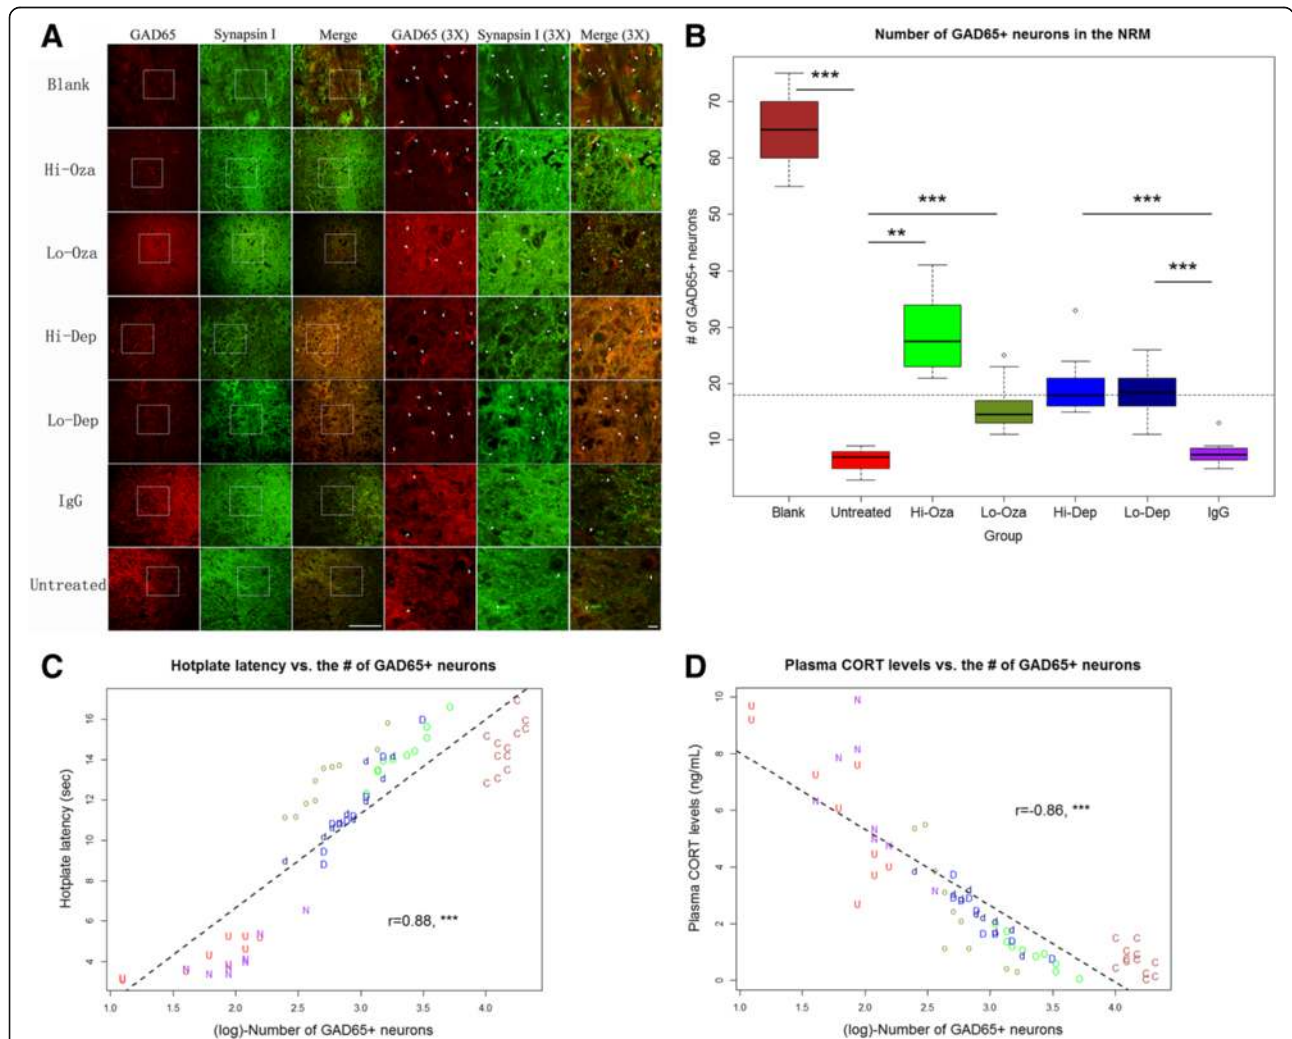 A
GAD65 Synapsin I Merge GAD65 (3X) Synapsin I (3X) Merge (3X)
Blank
Hi-Oza
Lo-Oza
Hi-Dep
Lo-Dep
IgG
Untreated
B
Number of GAD65+ neurons in the NRM
# of GAD65+ neurons
70
60
50
40
30
20
10
***
***
**
***
***
Blank Untreated Hi-Oza Lo-Oza Hi-Dep Lo-Dep IgG
Group
C
Hotplate latency vs. the # of GAD65+ neurons
Hotplate latency (sec)
16
14
12
10
8
6
4
r=0.88, ***
1.0 1.5 2.0 2.5 3.0 3.5 4.0
(log)-Number of GAD65+ neurons
D
Plasma CORT levels vs. the # of GAD65+ neurons
Plasma CORT levels (ng/mL)
10
8
6
4
2
0
r=-0.86, ***
1.0 1.5 2.0 2.5 3.0 3.5 4.0
(log)-Number of GAD65+ neurons